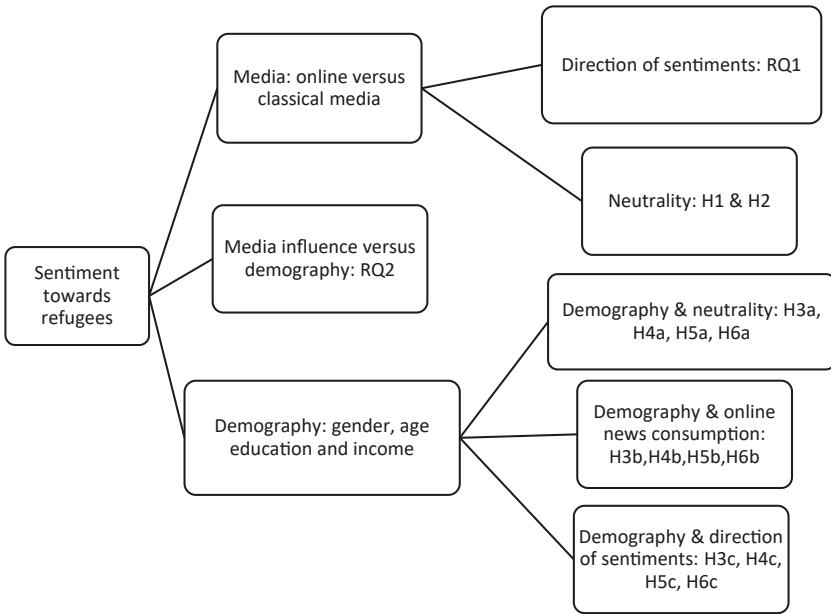 Sentiment
towards
refugees
Media: online versus
classical media
Media influence versus
demography: RQ2
Demography: gender, age
education and income
Direction of sentiments: RQ1
Neutrality: H1 & H2
Demography & neutrality: H3a,
H4a, H5a, H6a
Demography & online
news consumption:
H3b,H4b,H5b,H6b
Demography & direction
of sentiments: H3c, H4c,
H5c, H6c